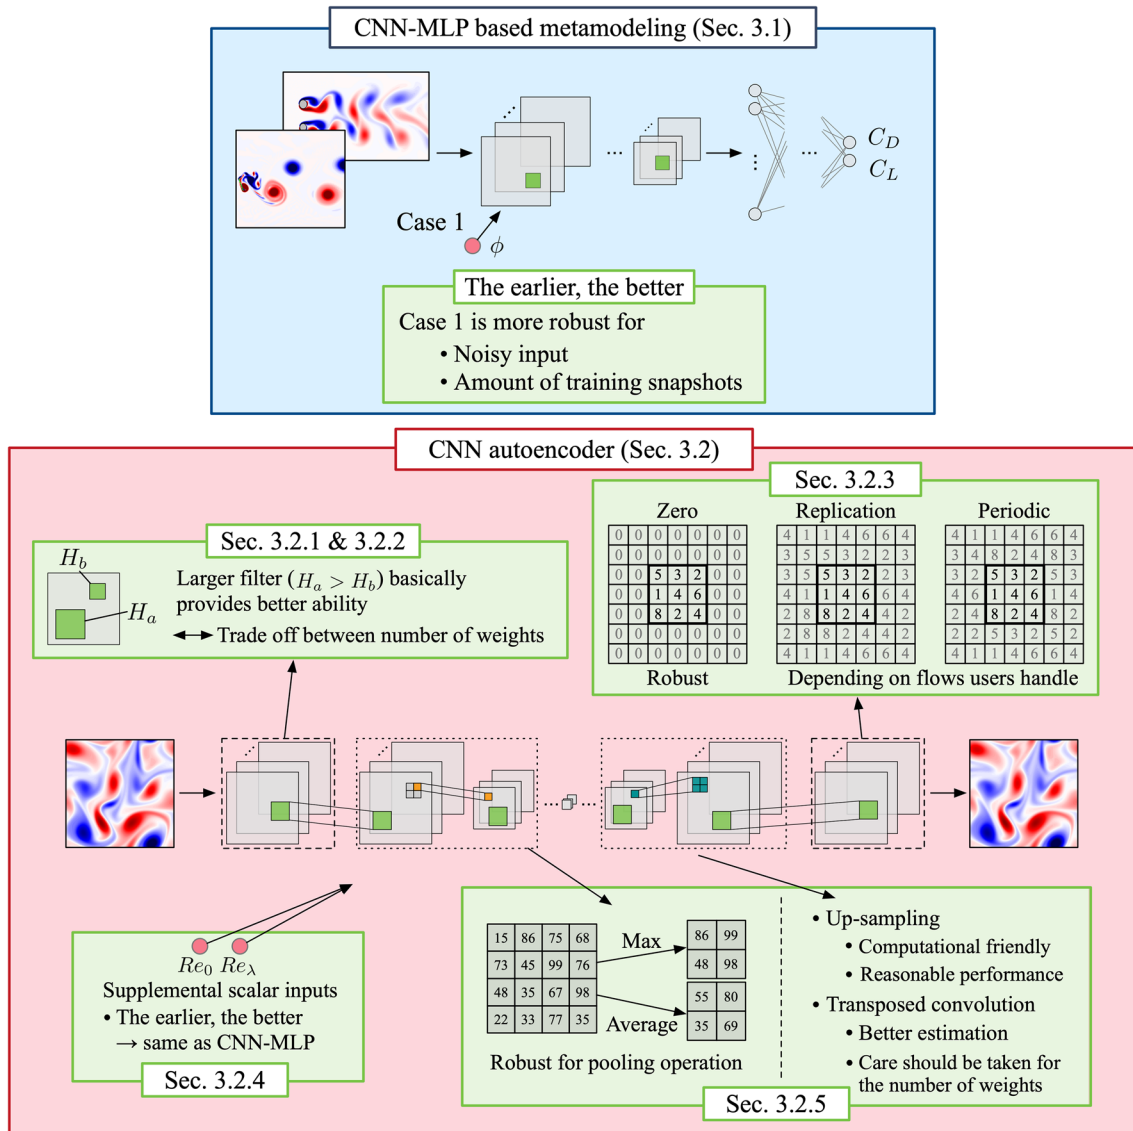 CNN-MLP based metamodeling (Sec. 3.1)
Case 1
ϕ
C_D
C_L
The earlier, the better
Case 1 is more robust for
• Noisy input
• Amount of training snapshots
CNN autoencoder (Sec. 3.2)
Sec. 3.2.1 & 3.2.2
H_b
H_a
Larger filter (H_a > H_b) basically
provides better ability
↔ Trade off between number of weights
Sec. 3.2.3
Zero
0 0 0 0 0 0 0
0 0 0 0 0 0 0
0 0 5 3 2 0 0
0 0 1 4 6 0 0
0 0 8 2 4 0 0
0 0 0 0 0 0 0
0 0 0 0 0 0 0
Robust
Replication
4 1 1 4 6 6 4
3 5 5 3 2 2 3
3 5 5 3 2 2 3
4 1 1 4 6 6 4
2 8 8 2 4 4 2
2 8 8 2 4 4 2
4 1 1 4 6 6 4
Periodic
4 1 1 4 6 6 4
3 4 8 2 4 8 3
3 2 5 3 2 5 3
4 6 1 4 6 1 4
2 4 8 2 4 8 2
2 2 5 3 2 5 2
4 1 1 4 6 6 4
Depending on flows users handle
Re_0 Re_λ
Supplemental scalar inputs
• The earlier, the better
→ same as CNN-MLP
Sec. 3.2.4
15 86 75 68
73 45 99 76
48 35 67 98
22 33 77 35
Max
86 99
48 98
Average
55 80
35 69
Robust for pooling operation
• Up-sampling
• Computational friendly
• Reasonable performance
• Transposed convolution
• Better estimation
• Care should be taken for
the number of weights
Sec. 3.2.5